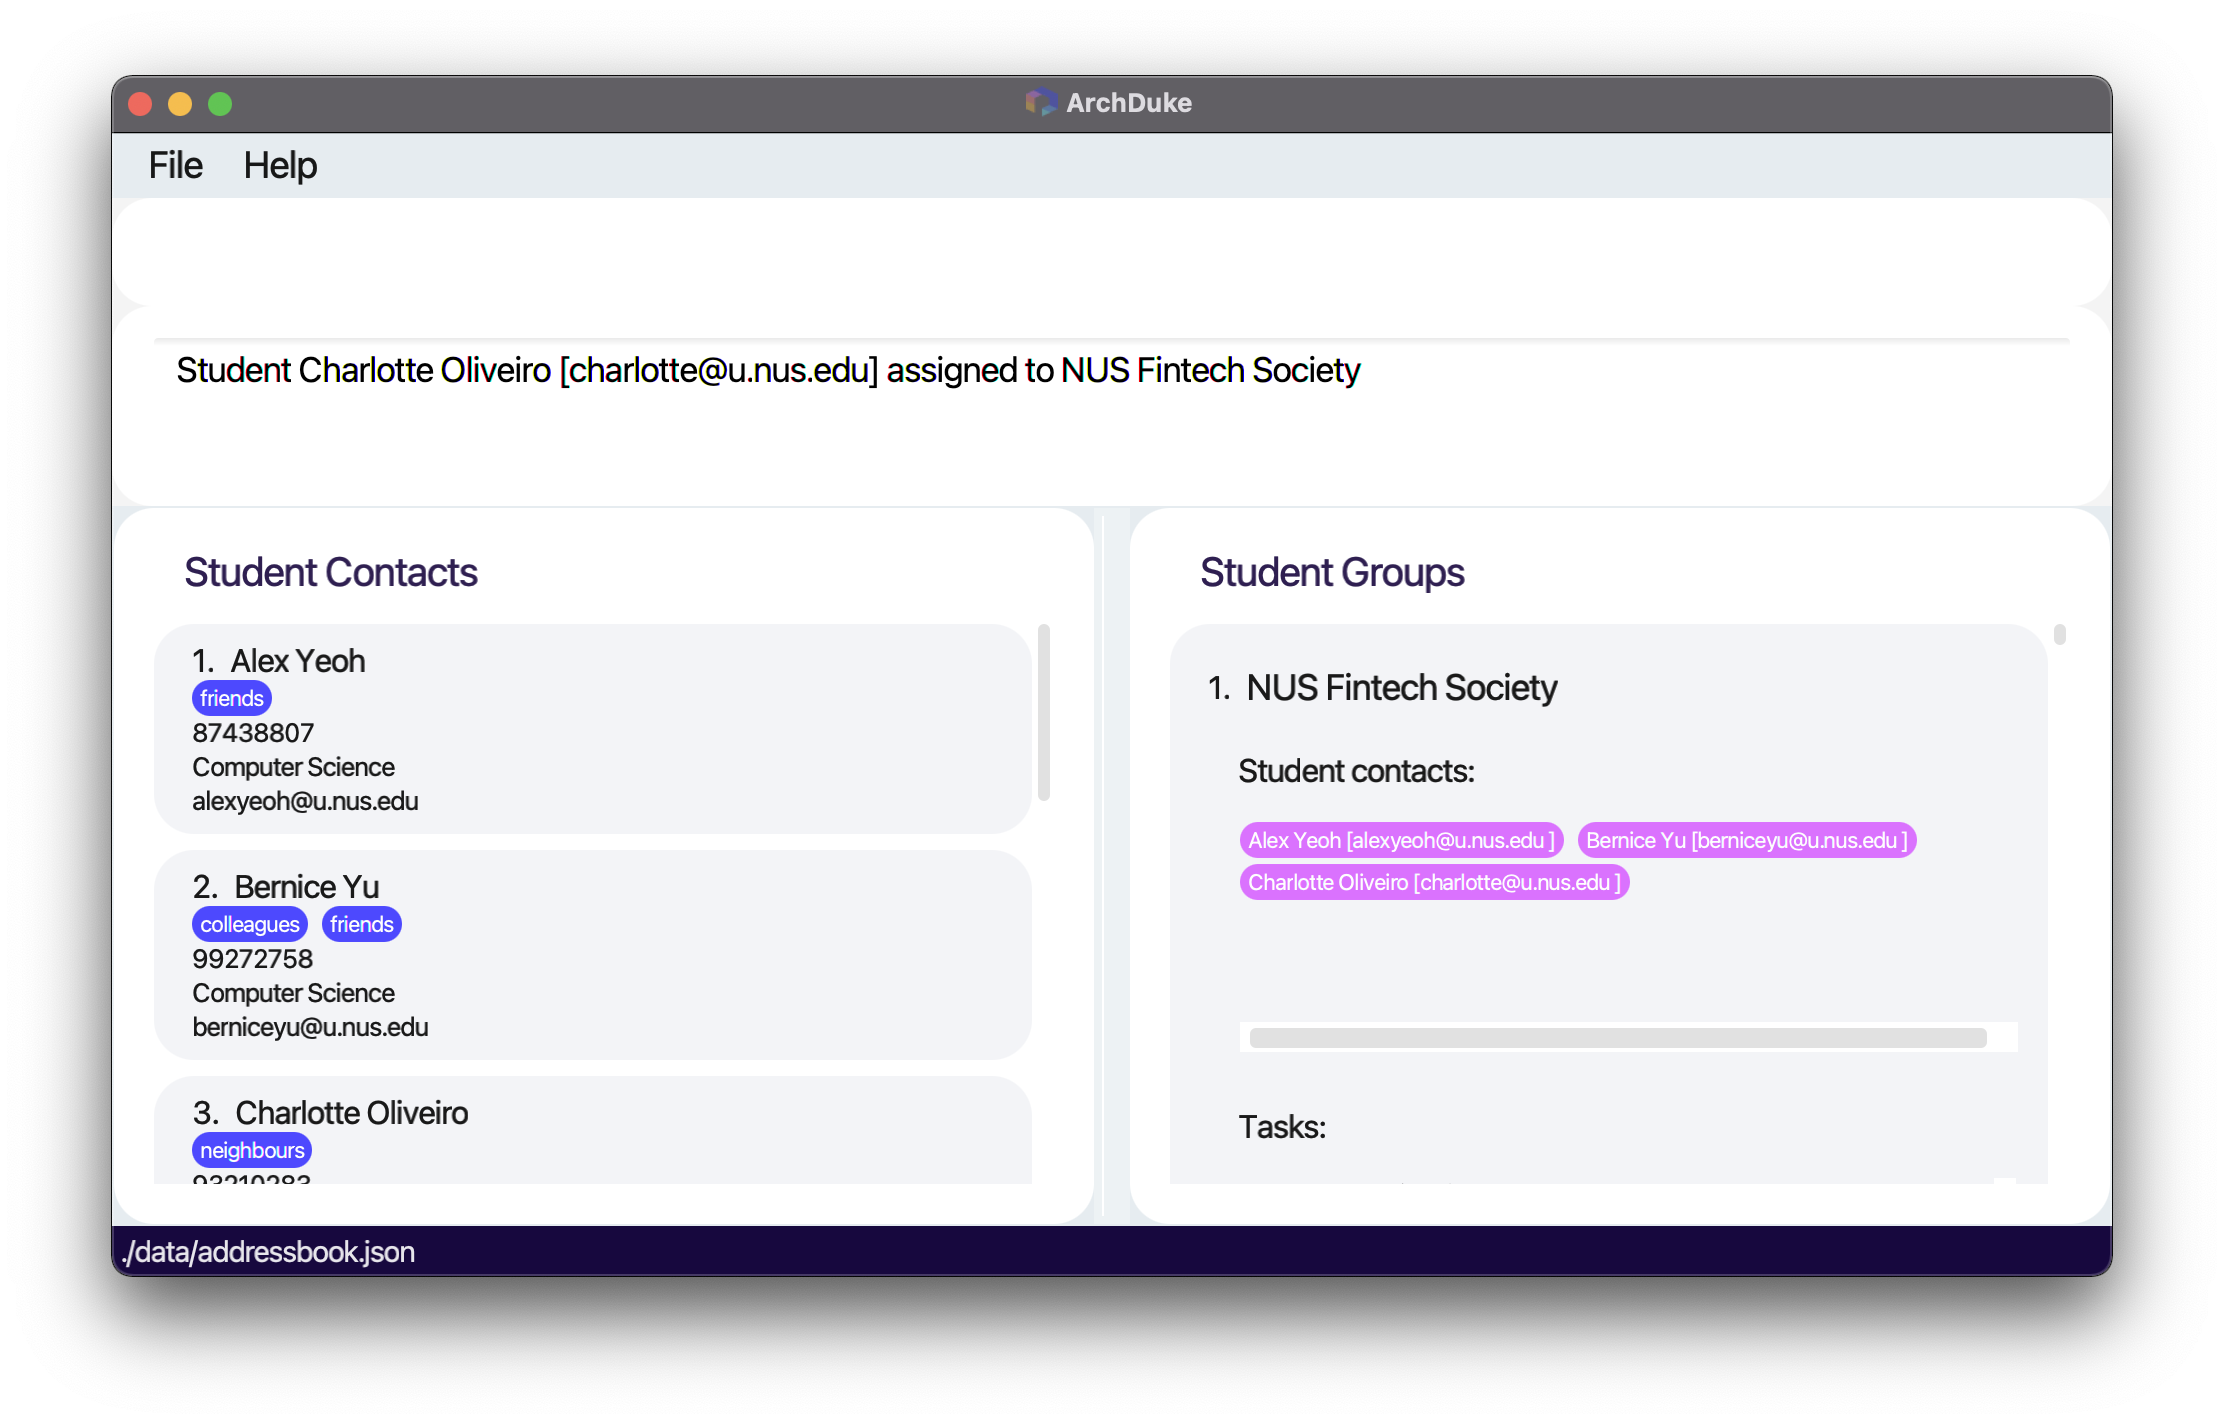 ArchDuke
File Help
Student Charlotte Oliveiro [charlotte@u.nus.edu] assigned to NUS Fintech Society
Student Contacts
1. Alex Yeoh
friends
87438807
Computer Science
alexyeoh@u.nus.edu
2. Bernice Yu
colleagues friends
99272758
Computer Science
berniceyu@u.nus.edu
3. Charlotte Oliveiro
neighbours
93210283
Student Groups
1. NUS Fintech Society
Student contacts:
Alex Yeoh [alexyeoh@u.nus.edu ] Bernice Yu [berniceyu@u.nus.edu ]
Charlotte Oliveiro [charlotte@u.nus.edu ]
Tasks:
./data/addressbook.json